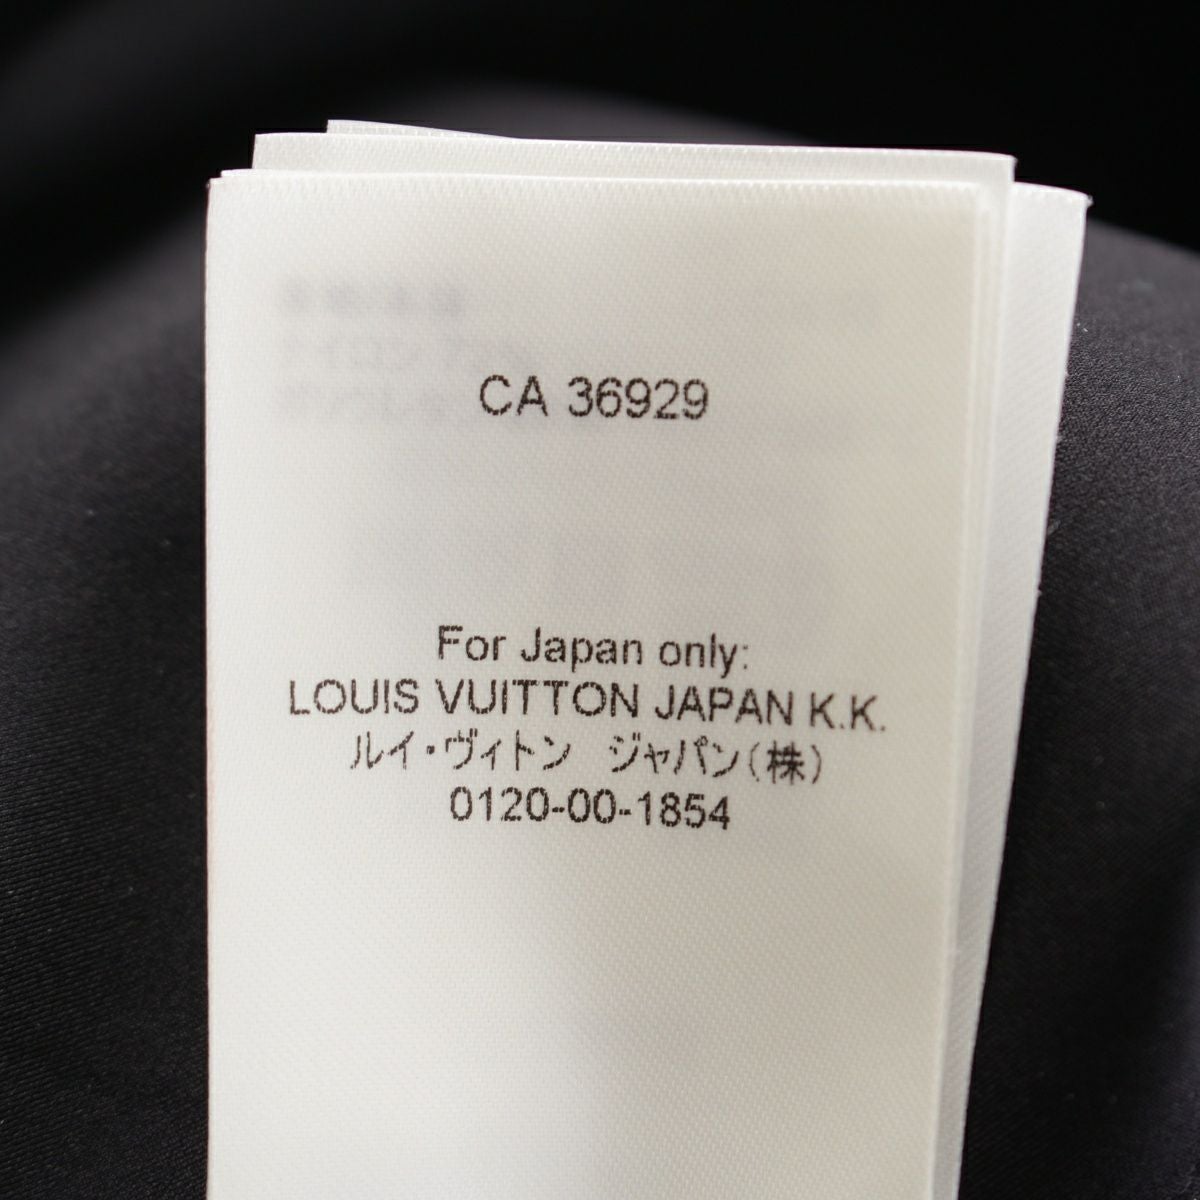 CA 36929
For Japan only:
LOUIS VUITTON JAPAN K.K.
ルイ・ヴィトン　ジャパン(株)
0120-00-1854